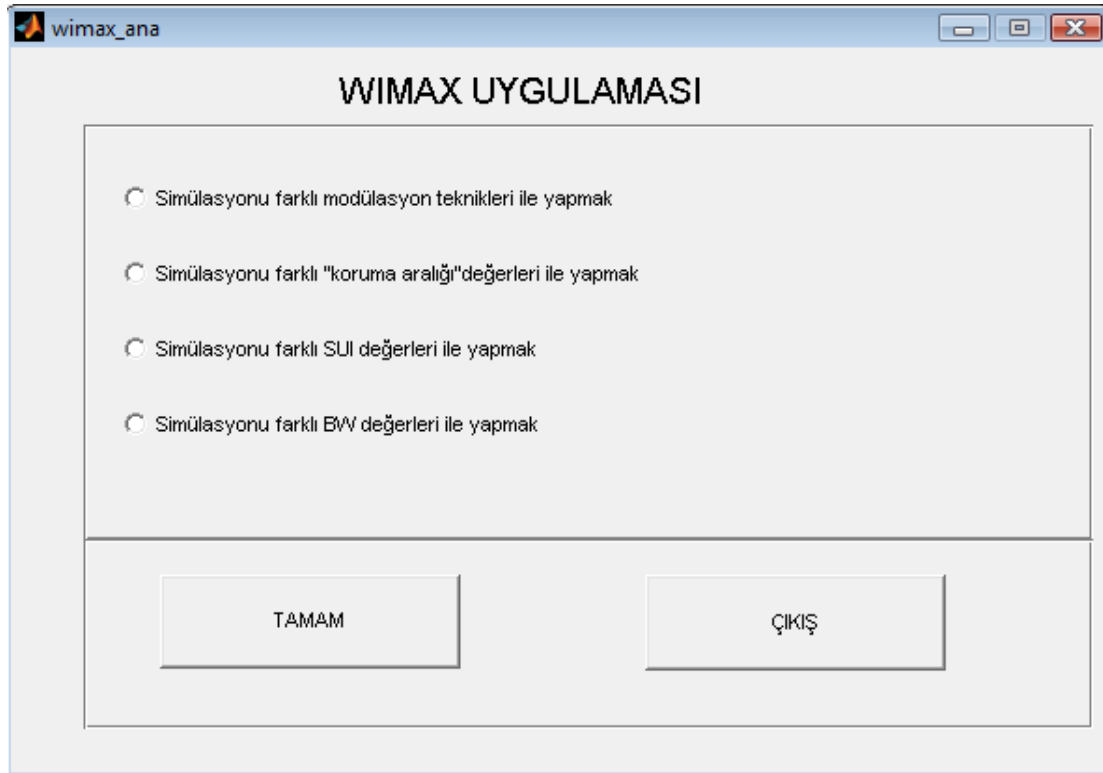 wimax_ana
WIMAX UYGULAMASI
Simülasyonu farklı modülasyon teknikleri ile yapmak
Simülasyonu farklı "koruma aralığı"değerleri ile yapmak
Simülasyonu farklı SUI değerleri ile yapmak
Simülasyonu farklı BW değerleri ile yapmak
TAMAM
ÇIKIŞ